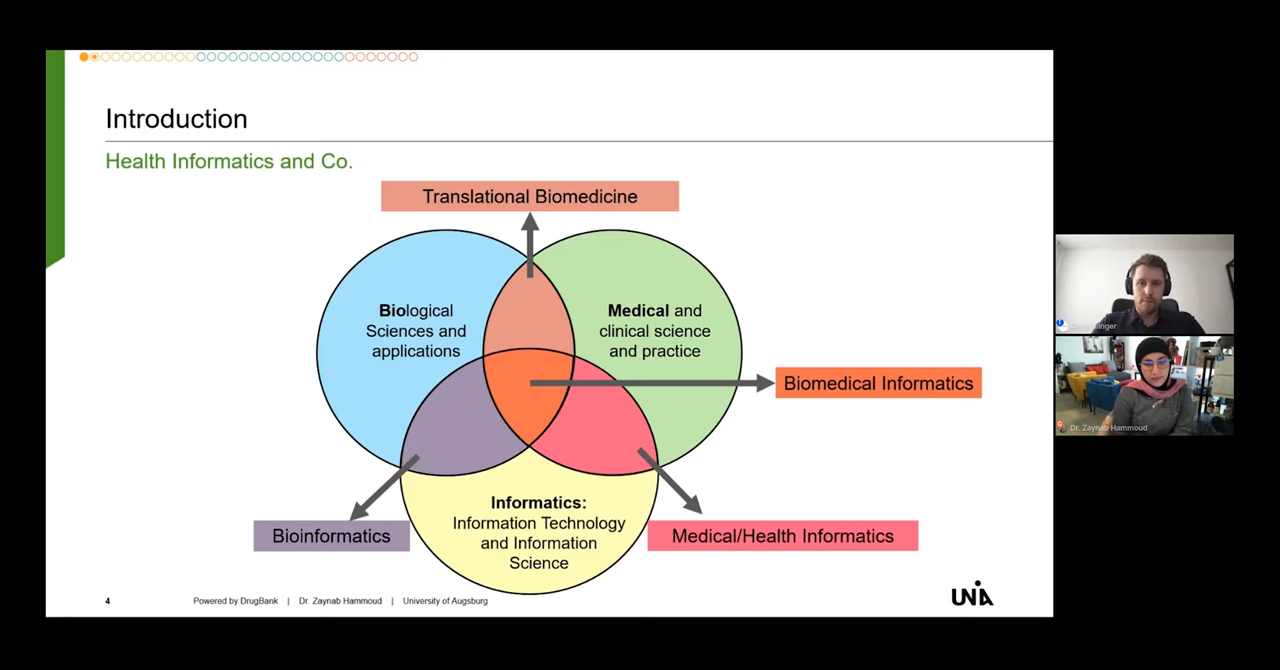 Introduction
Health Informatics and Co.
Translational Biomedicine
Biological
Sciences and
applications
Medical and
clinical science
and practice
Biomedical Informatics
Informatics:
Information Technology
and Information
Science
Bioinformatics
Medical/Health Informatics
4
Powered by DrugBank | Dr. Zaynab Hammoud | University of Augsburg
UNIA
Dr. Zaynab Hammoud